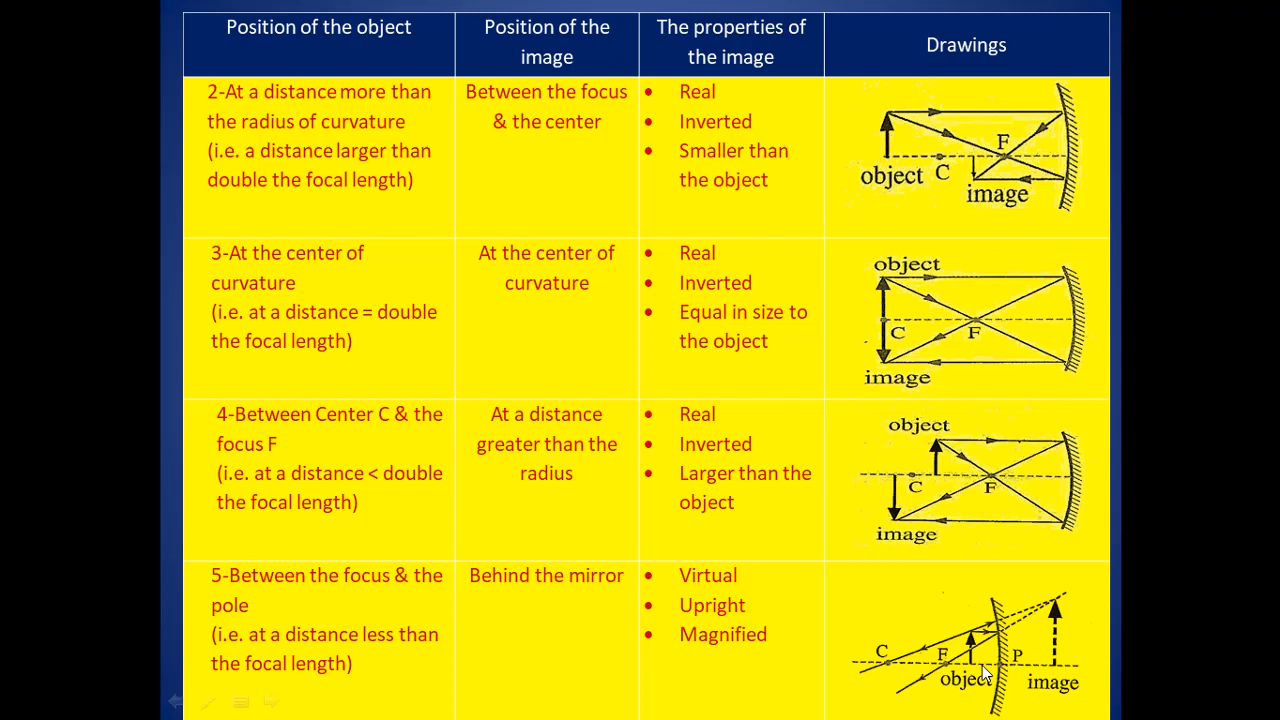 Position of the object
Position of the
image
The properties of
the image
Drawings
2-At a distance more than
the radius of curvature
(i.e. a distance larger than
double the focal length)
Between the focus
& the center
• Real
• Inverted
• Smaller than
the object
F
object
C
image
3-At the center of
curvature
(i.e. at a distance = double
the focal length)
At the center of
curvature
• Real
• Inverted
• Equal in size to
the object
object
C
F
image
4-Between Center C & the
focus F
(i.e. at a distance < double
the focal length)
At a distance
greater than the
radius
• Real
• Inverted
• Larger than the
object
object
C
F
image
5-Between the focus & the
pole
(i.e. at a distance less than
the focal length)
Behind the mirror
• Virtual
• Upright
• Magnified
C
F
P
object
image